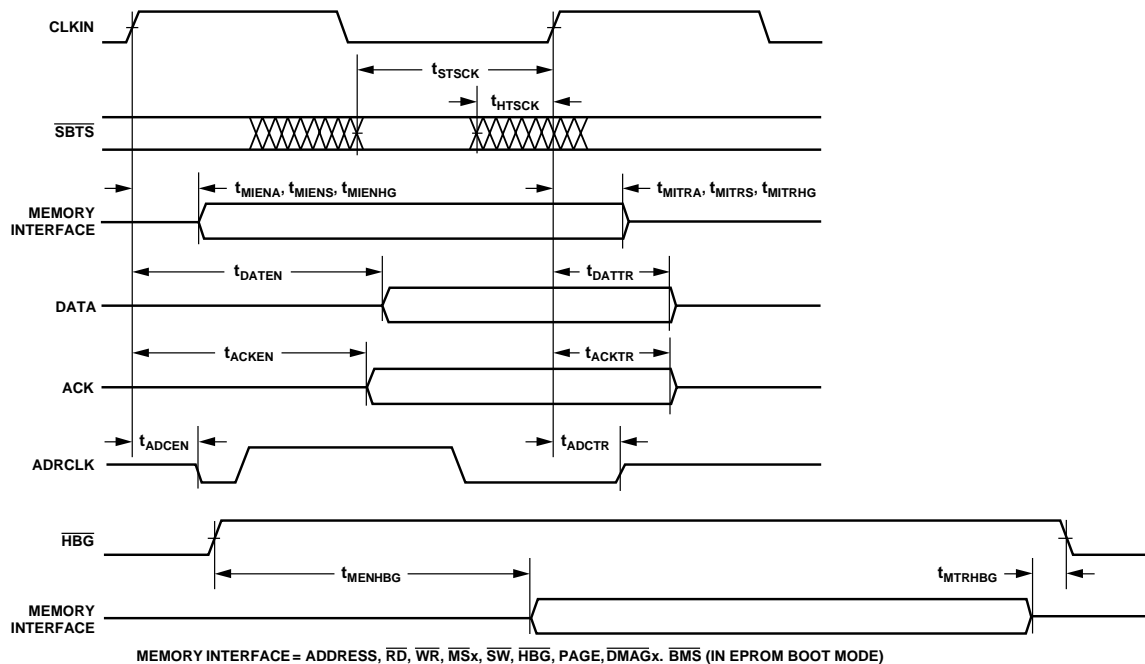 CLKIN
tSTSCK
tHTSCK
SBTS
tMIENA, tMIENS, tMIENHG
tMITRA, tMITRS, tMITRHG
MEMORY
INTERFACE
tDATEN
tDATTR
DATA
tACKEN
tACKTR
ACK
tADCEN
tADCTR
ADRCLK
HBG
tMENHBG
tMTRHBG
MEMORY
INTERFACE
MEMORY INTERFACE = ADDRESS, RD, WR, MSx, SW, HBG, PAGE, DMAGx. BMS (IN EPROM BOOT MODE)